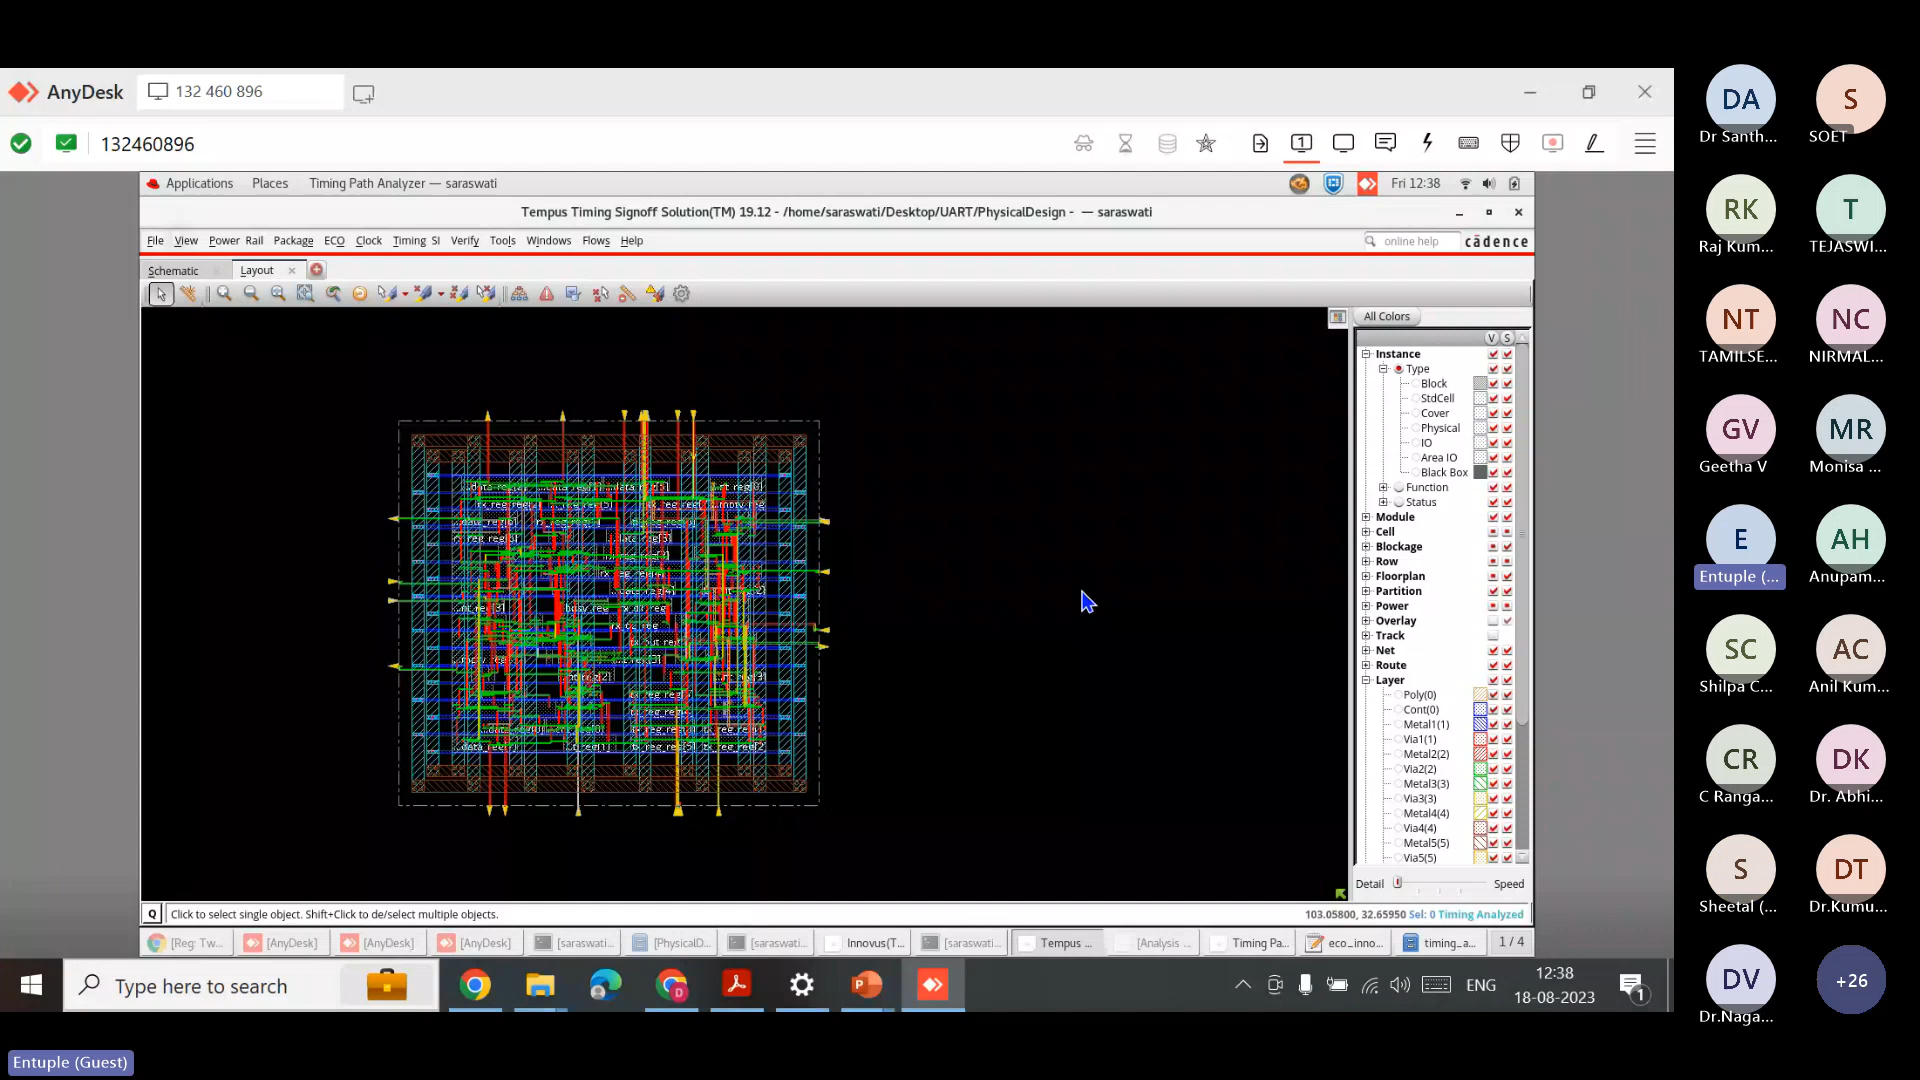 AnyDesk
132 460 896
132460896
Applications Places Timing Path Analyzer — saraswati
Fri 12:38
Tempus Timing Signoff Solution(TM) 19.12 - /home/saraswati/Desktop/UART/PhysicalDesign - — saraswati
File View Power Rail Package ECO Clock Timing SI Verify Tools Windows Flows Help
online help
cādence
Schematic
Layout
All Colors
V S
Instance
Type
Block
StdCell
Cover
Physical
IO
Area IO
Black Box
Function
Status
Module
Cell
Blockage
Row
Floorplan
Partition
Power
Overlay
Track
Net
Route
Layer
Poly(0)
Cont(0)
Metal1(1)
Via1(1)
Metal2(2)
Via2(2)
Metal3(3)
Via3(3)
Metal4(4)
Via4(4)
Metal5(5)
Via5(5)
Detail Speed
Q Click to select single object. Shift+Click to de/select multiple objects.
103.05800, 32.65950 Sel: 0 Timing Analyzed
[Reg: Tw...
[AnyDesk]
[AnyDesk]
[AnyDesk]
[saraswati...
[PhysicalD...
[saraswati...
Innovus(T...
[saraswati...
Tempus ...
[Analysis ...
Timing Pa...
eco_inno...
timing_a...
1 / 4
Type here to search
ENG
12:38
18-08-2023
1
DA
Dr Santh...
S
SOET
RK
Raj Kum...
T
TEJASWI...
NT
TAMILSE...
NC
NIRMAL...
GV
Geetha V
MR
Monisa ...
E
Entuple (...
AH
Anupam...
SC
Shilpa C...
AC
Anil Kum...
CR
C Ranga...
DK
Dr. Abhi...
S
Sheetal (...
DT
Dr.Kumu...
DV
Dr.Naga...
+26
Entuple (Guest)